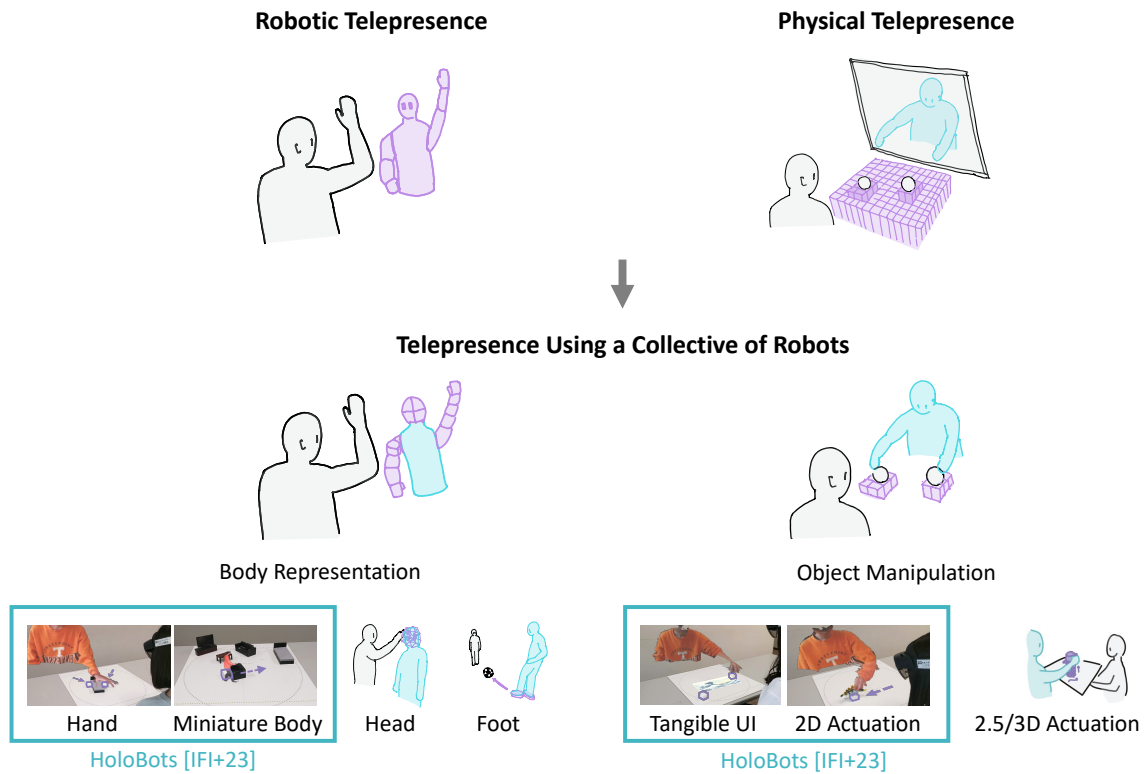 Robotic Telepresence
Physical Telepresence
Telepresence Using a Collective of Robots
Body Representation
Object Manipulation
Hand
Miniature Body
Head
Foot
Tangible UI
2D Actuation
2.5/3D Actuation
HoloBots [IFI+23]
HoloBots [IFI+23]